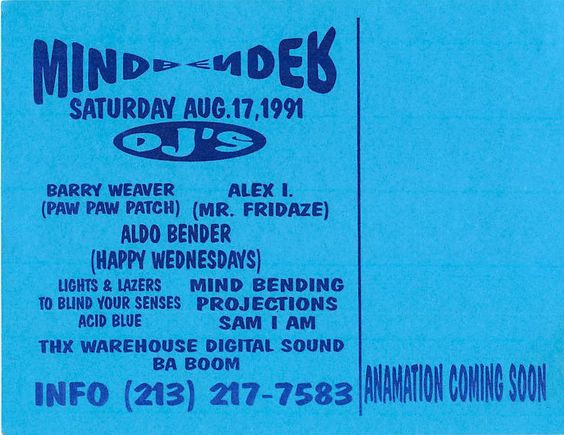 MINDBENDER
SATURDAY AUG.17,1991
DJ'S
BARRY WEAVER
(PAW PAW PATCH)
ALEX I.
(MR. FRIDAZE)
ALDO BENDER
(HAPPY WEDNESDAYS)
LIGHTS & LAZERS
TO BLIND YOUR SENSES
ACID BLUE
MIND BENDING
PROJECTIONS
SAM I AM
THX WAREHOUSE DIGITAL SOUND
BA BOOM
INFO (213) 217-7583
ANAMATION COMING SOON